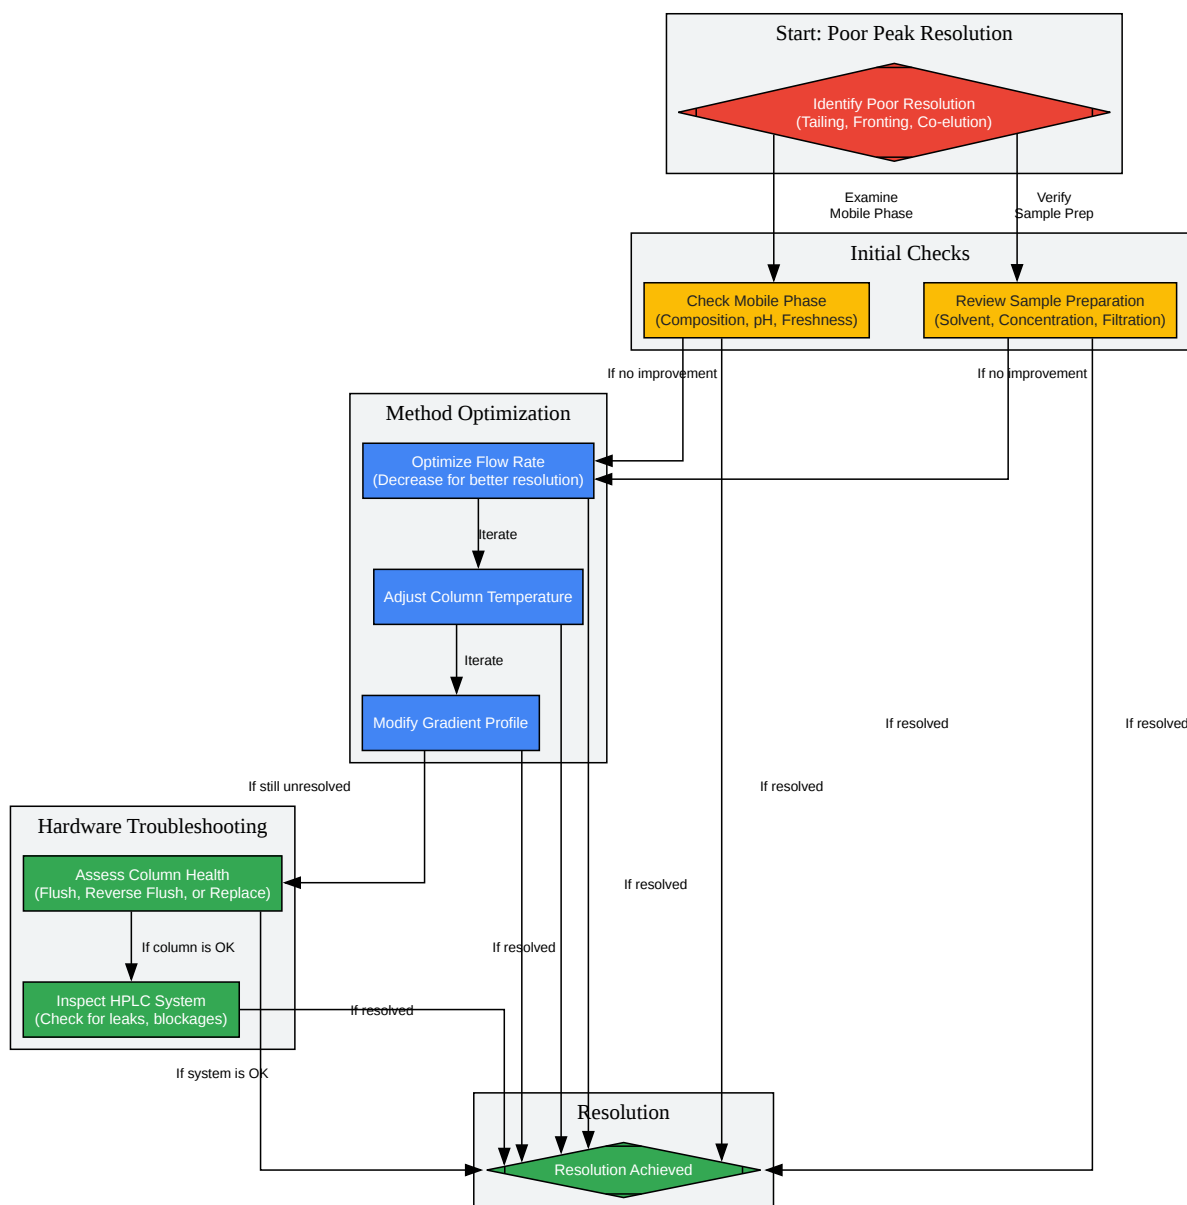 Start: Poor Peak Resolution
Identify Poor Resolution
(Tailing, Fronting, Co-elution)
Examine
Mobile Phase
Verify
Sample Prep
Initial Checks
Check Mobile Phase
(Composition, pH, Freshness)
Review Sample Preparation
(Solvent, Concentration, Filtration)
If no improvement
If no improvement
Method Optimization
Optimize Flow Rate
(Decrease for better resolution)
Iterate
Adjust Column Temperature
Iterate
Modify Gradient Profile
If resolved
If resolved
If still unresolved
If resolved
Hardware Troubleshooting
Assess Column Health
(Flush, Reverse Flush, or Replace)
If resolved
If column is OK
If resolved
Inspect HPLC System
(Check for leaks, blockages)
If resolved
If system is OK
Resolution
Resolution Achieved